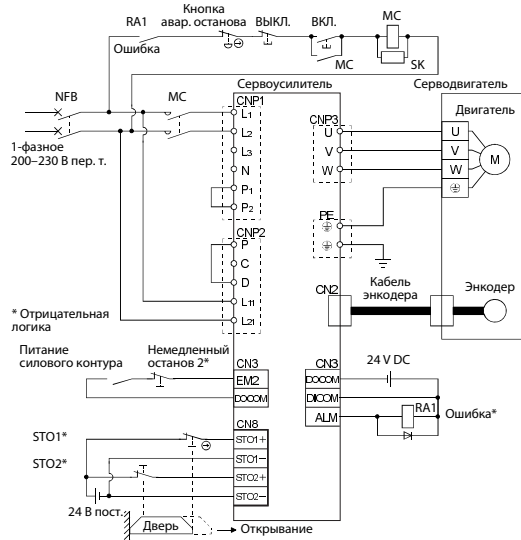 Кнопка
авар. останова
RA1
Ошибка
ВЫКЛ.
ВКЛ.
MC
MC
SK
NFB
MC
1-фазное
200–230 В пер. т.
Сервоусилитель
CNP1
L1
L2
L3
N
P1
P2
CNP2
P
C
D
L11
L21
CNP3
U
V
W
PE
CN2
Серводвигатель
Двигатель
U
V
W
M
Кабель
энкодера
Энкодер
* Отрицательная
логика
Питание
силового контура
Немедленный
останов 2*
CN3
EM2
DOCOM
CN3
DOCOM
DICOM
ALM
24 V DC
RA1
Ошибка*
CN8
STO1+
STO1–
STO2+
STO2–
STO1*
STO2*
24 В пост.
Дверь
Открывание